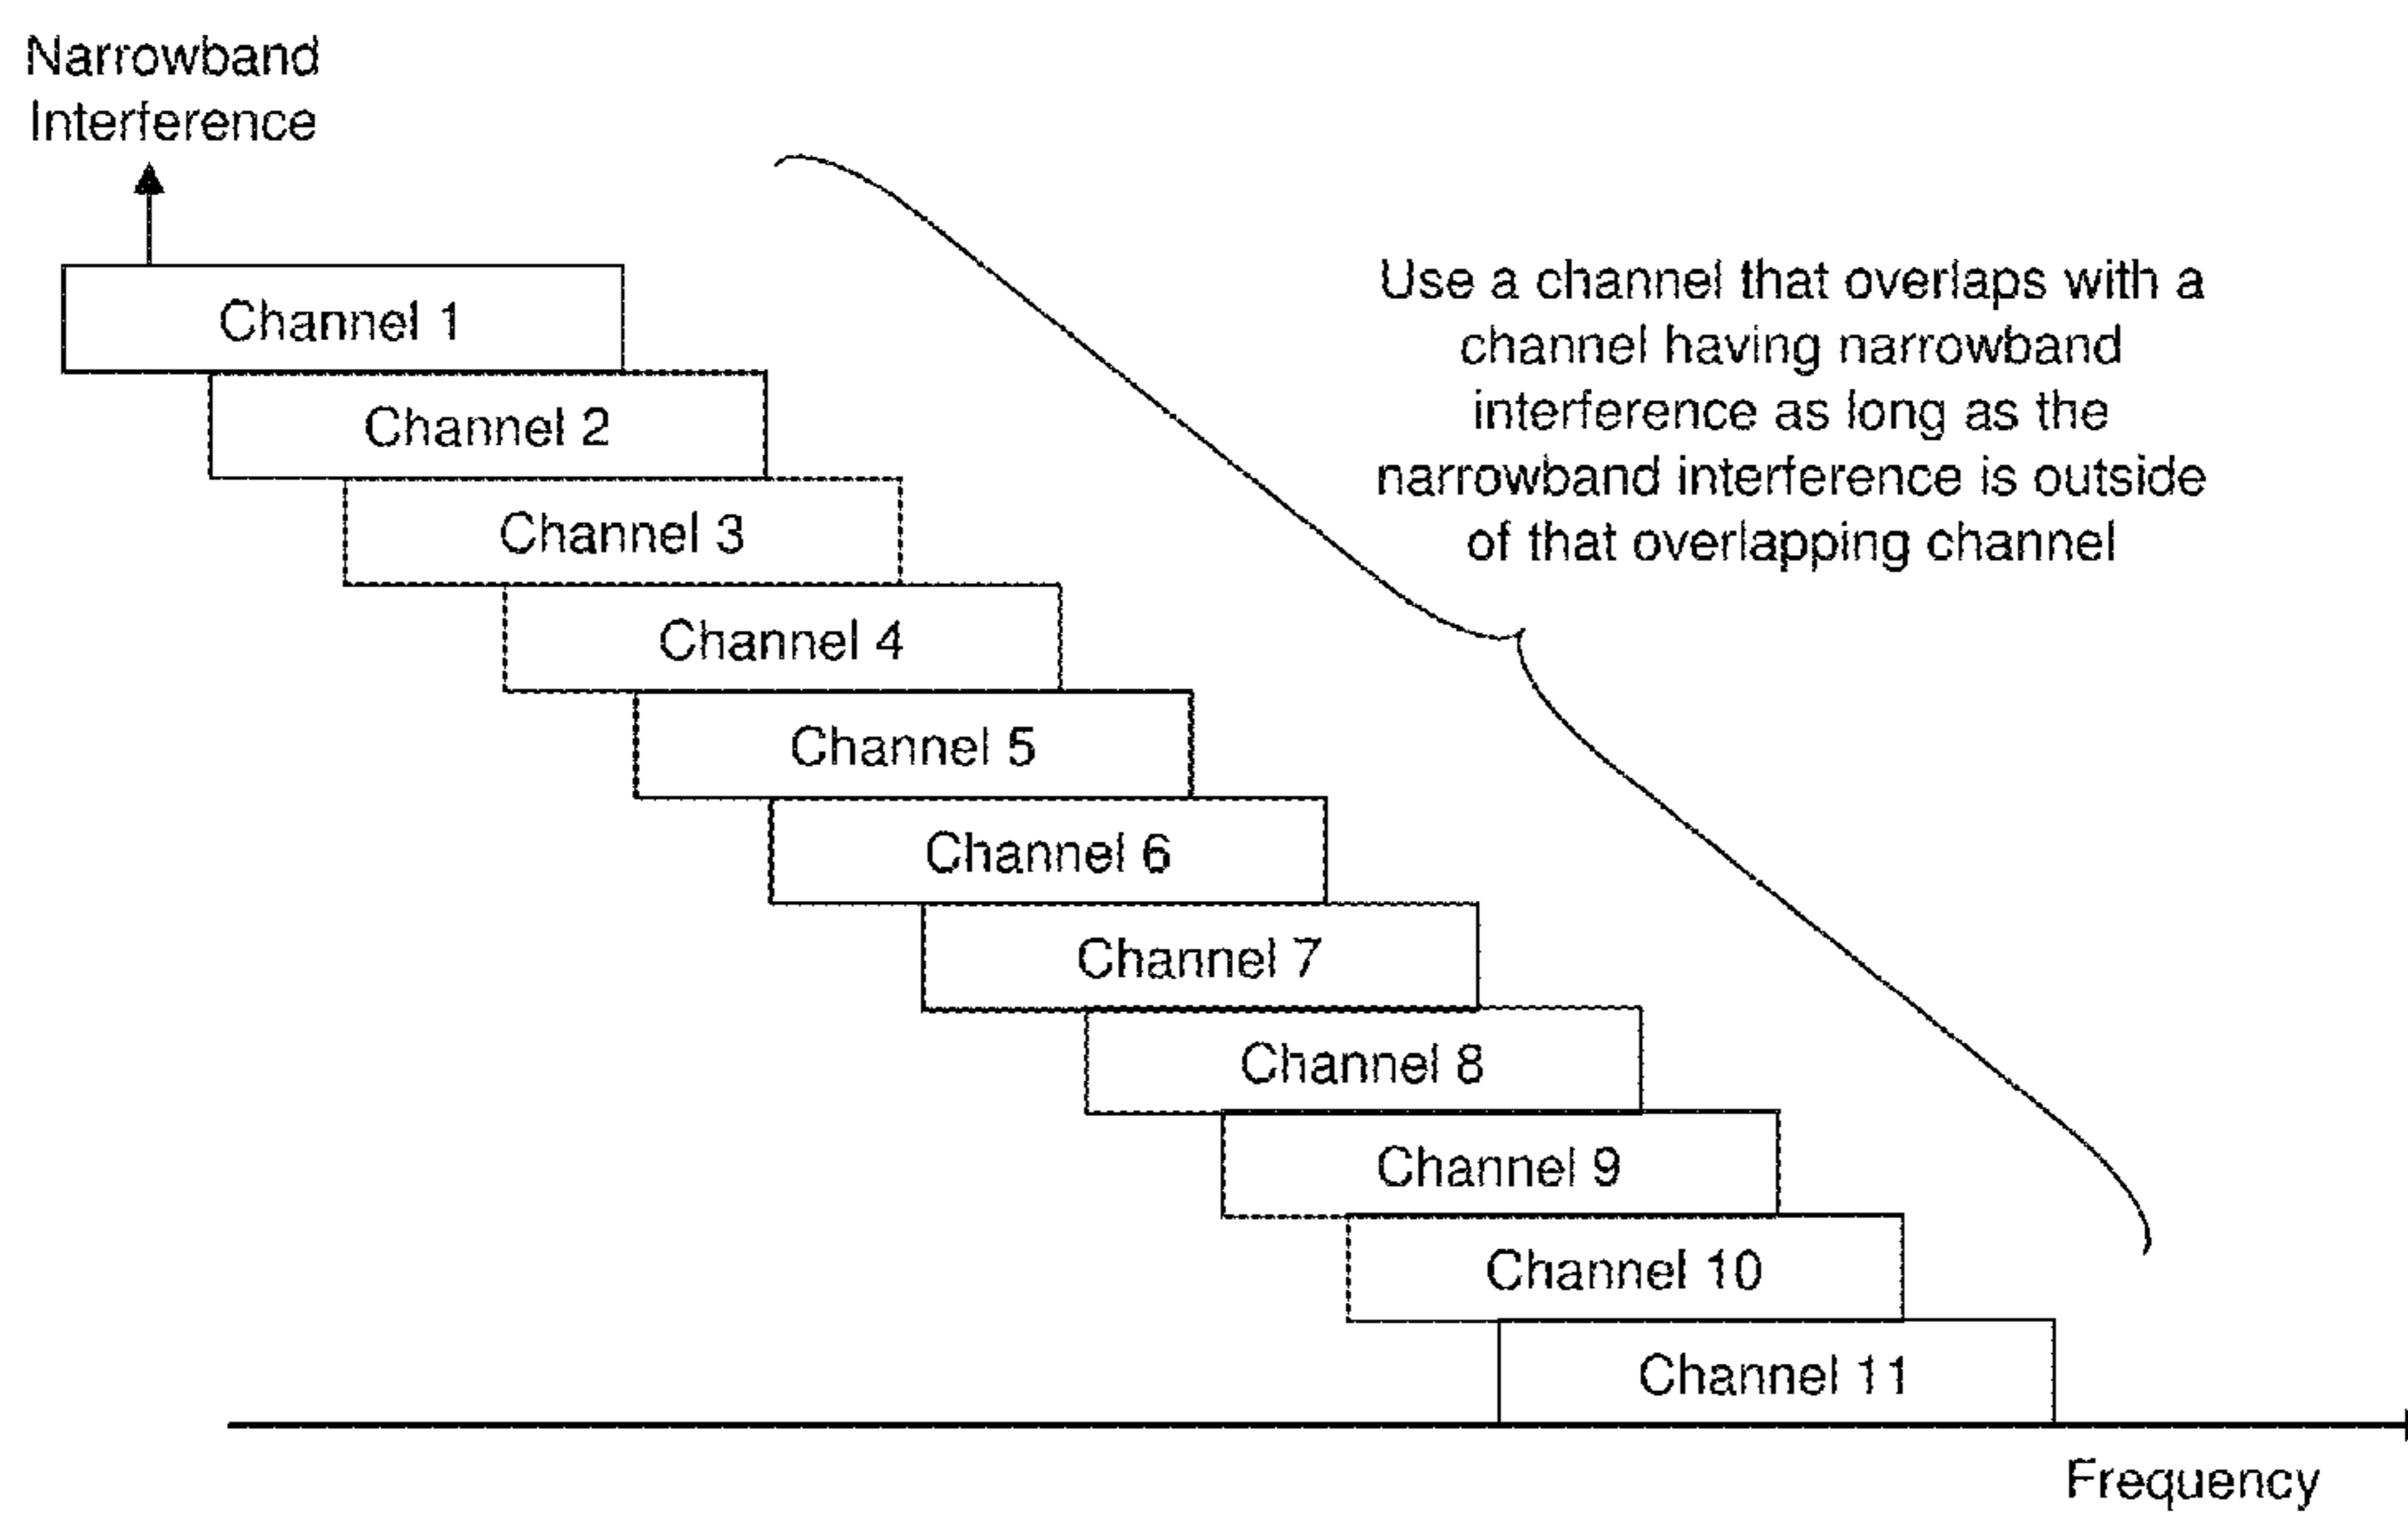 Narrowband
Interference
Use a channel that overlaps with a
channel having narrowband
interference as long as the
narrowband interference is outside
of that overlapping channel
Channel 1
Channel 2
Channel 3
Channel 4
Channel 5
Channel 6
Channel 7
Channel 8
Channel 9
Channel 10
Channel 11
Frequency